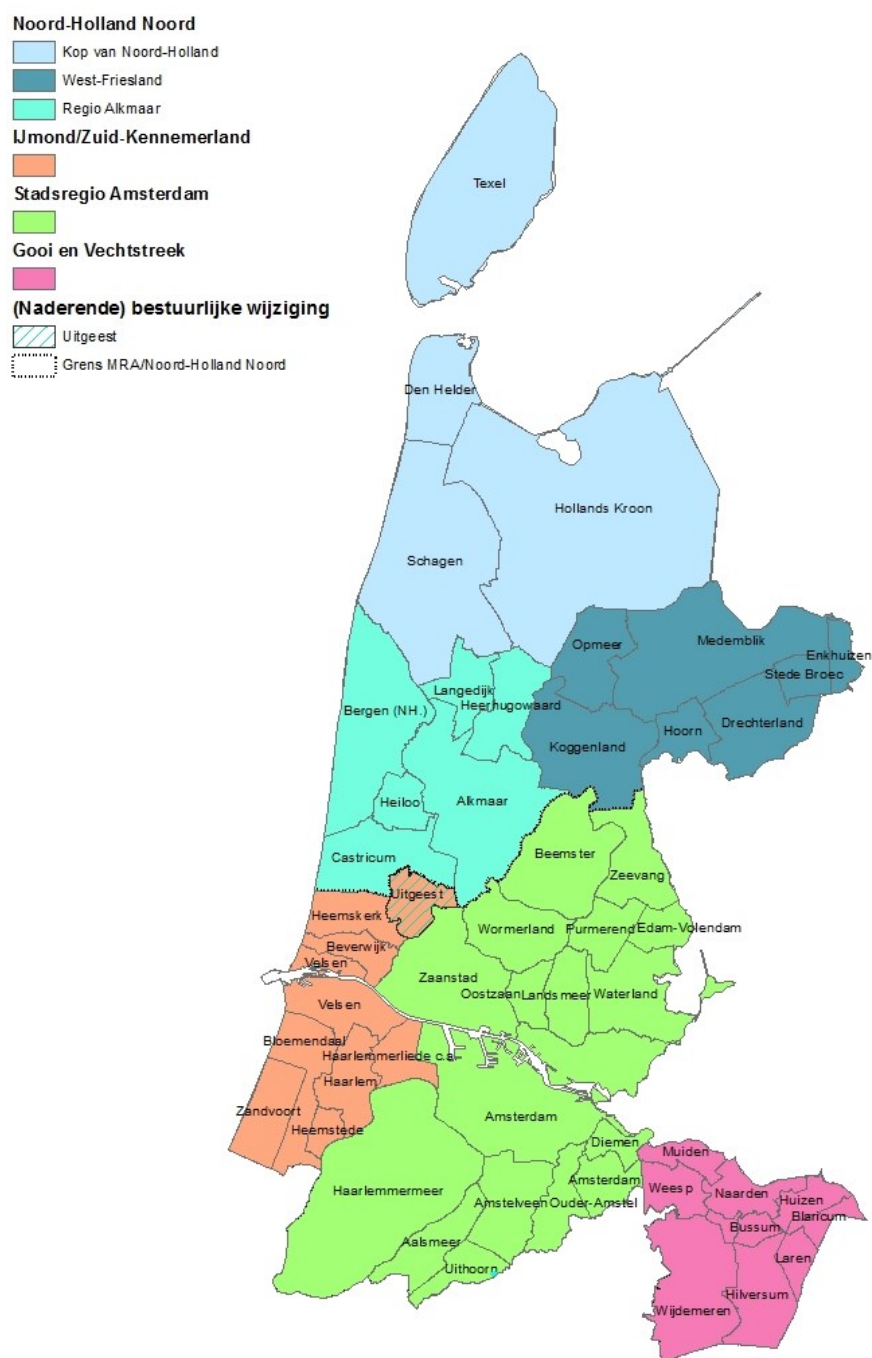 Noord-Holland Noord
Kop van Noord-Holland
West-Friesland
Regio Alkmaar
IJmond/Zuid-Kennemerland
Stadsregio Amsterdam
Gooi en Vechtstreek
(Naderende) bestuurlijke wijziging
Uitgeest
Grens MRA/Noord-Holland Noord
Texel
Den Helder
Hollands Kroon
Schagen
Opmeer
Medemblik
Enkhuizen
Stede Broec
Langedijk
Heerhugowaard
Bergen (NH.)
Drechterland
Hoorn
Koggenland
Heiloo
Alkmaar
Castricum
Beemster
Zeevang
Uitgeest
Heemskerk
Wormerland
Purmerend
Edam-Volendam
Beverwijk
Velsen
Zaanstad
Oostzaan
Landsmeer
Waterland
Velsen
Bloemendaal
Haarlemmerliede c.a.
Haarlem
Zandvoort
Heemstede
Amsterdam
Diemen
Muiden
Haarlemmermeer
Amstelveen
Ouder-Amstel
Amsterdam
Weesp
Naarden
Huizen
Blaricum
Bussum
Aalsmeer
Uithoorn
Laren
Hilversum
Wijdemeren